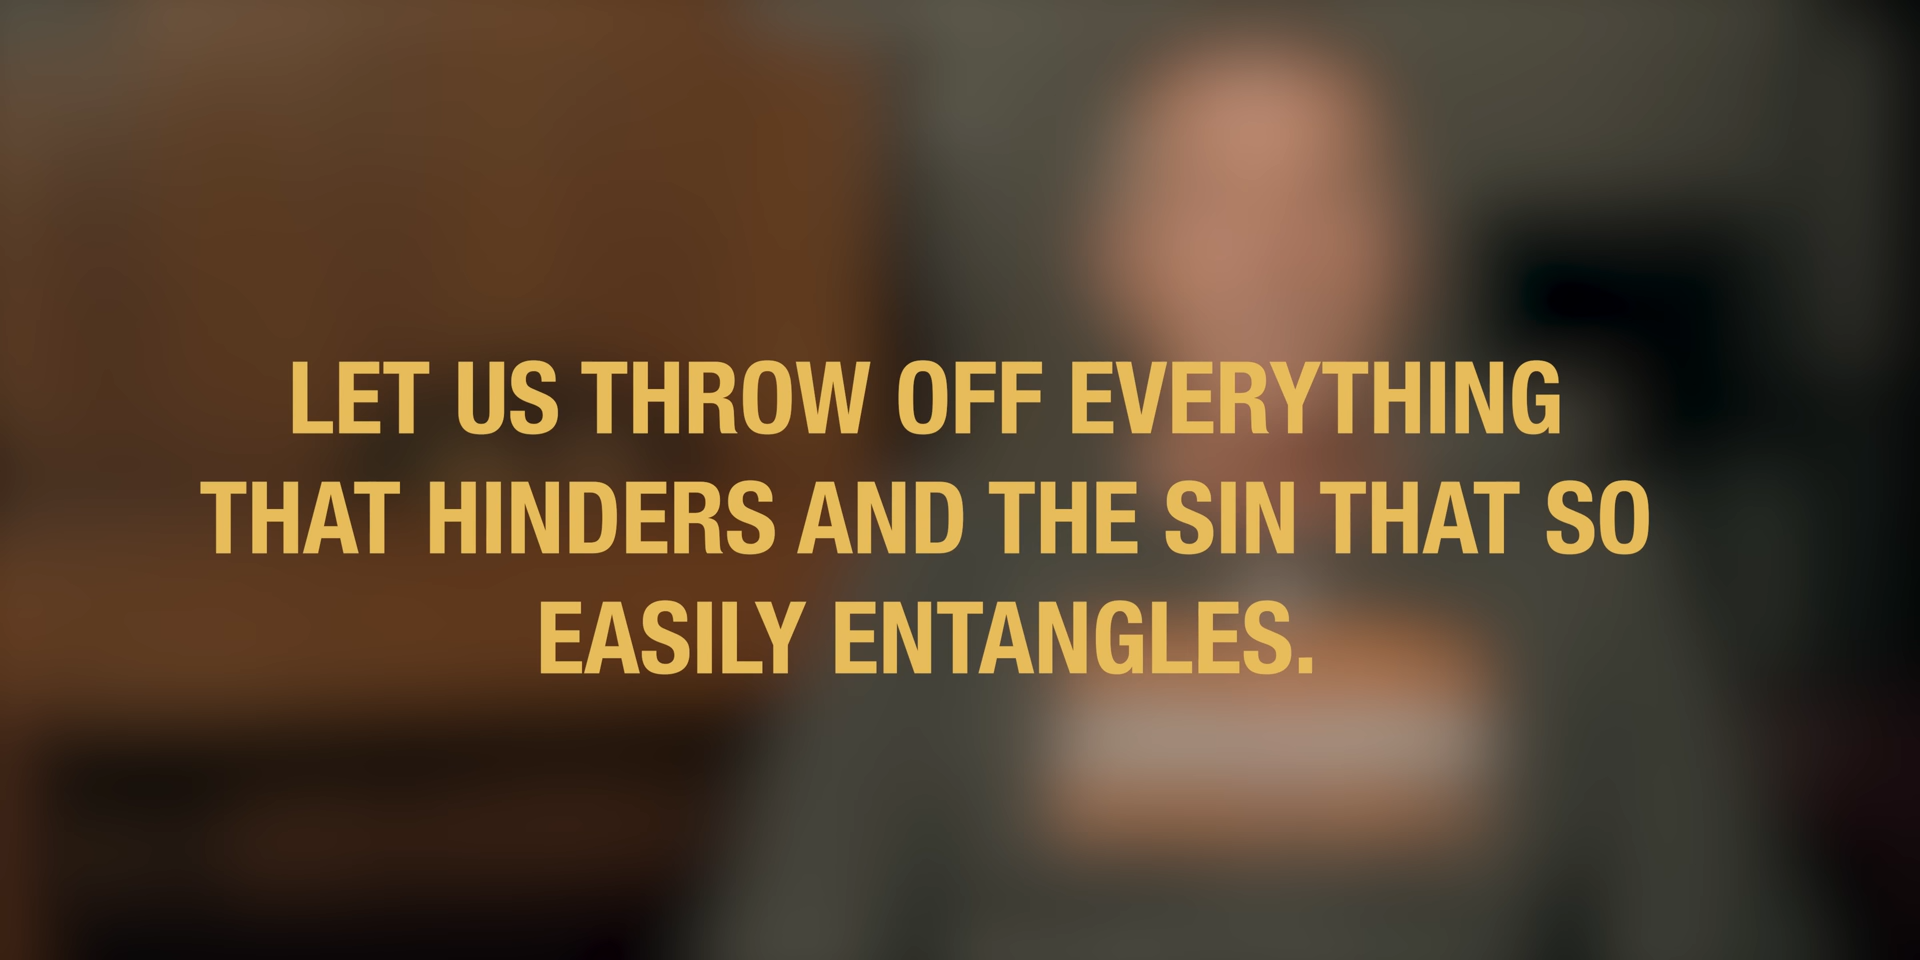 LET US THROW OFF EVERYTHING
THAT HINDERS AND THE SIN THAT SO
EASILY ENTANGLES.